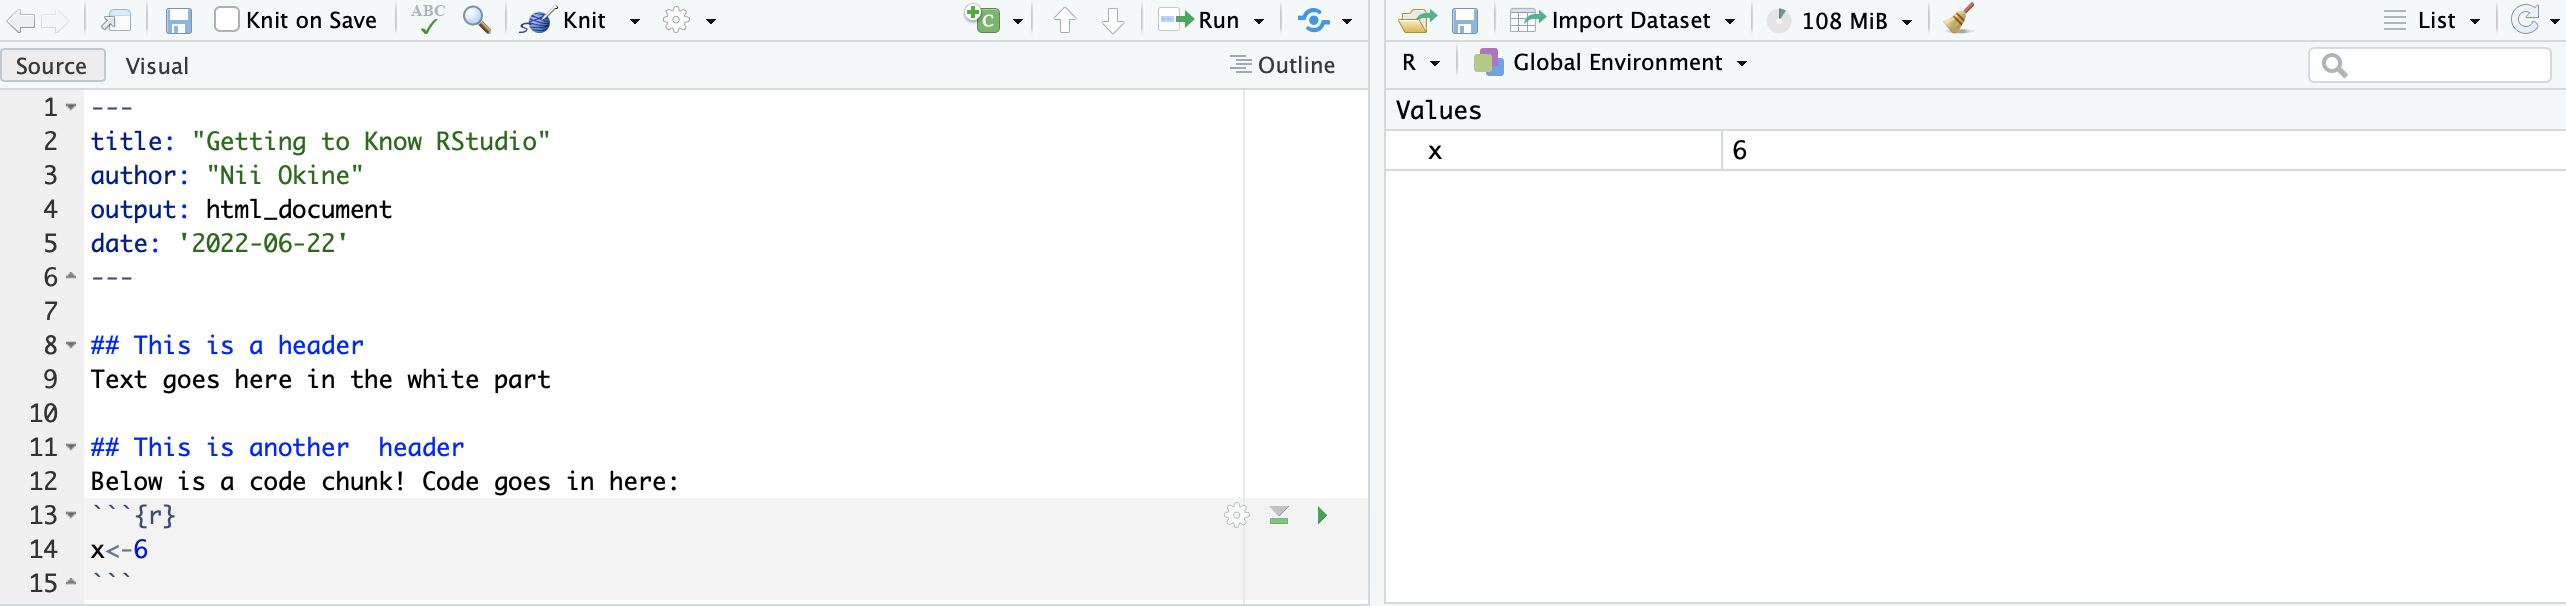 Knit on Save ABC Knit C Run
Source Visual Outline
1 ---
2 title: "Getting to Know RStudio"
3 author: "Nii Okine"
4 output: html_document
5 date: '2022-06-22'
6 ---
7
8 ## This is a header
9 Text goes here in the white part
10
11 ## This is another  header
12 Below is a code chunk! Code goes in here:
13 ```{r}
14 x<-6
15 ```
Import Dataset 108 MiB List
R Global Environment
Values
x 6